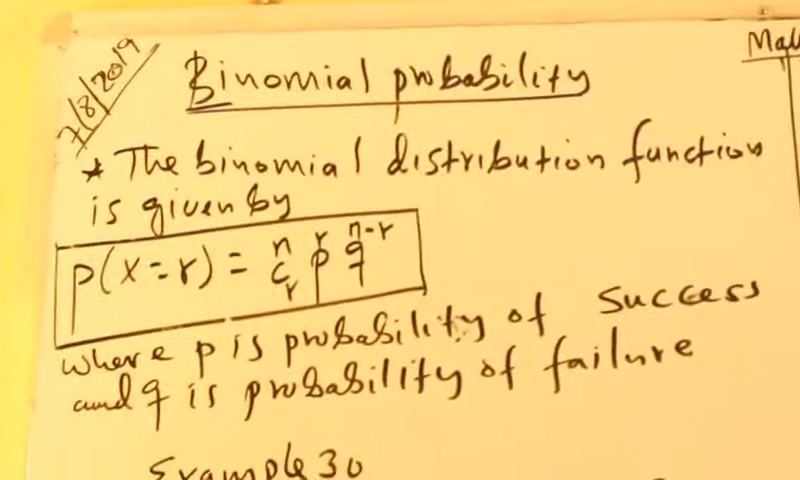 7/8/2019
Binomial probability
* The binomial distribution function
is given by
p(x=r) = ⁿCᵣ pʳ qⁿ⁻ʳ
where p is probability of success
and q is probability of failure
Example 30